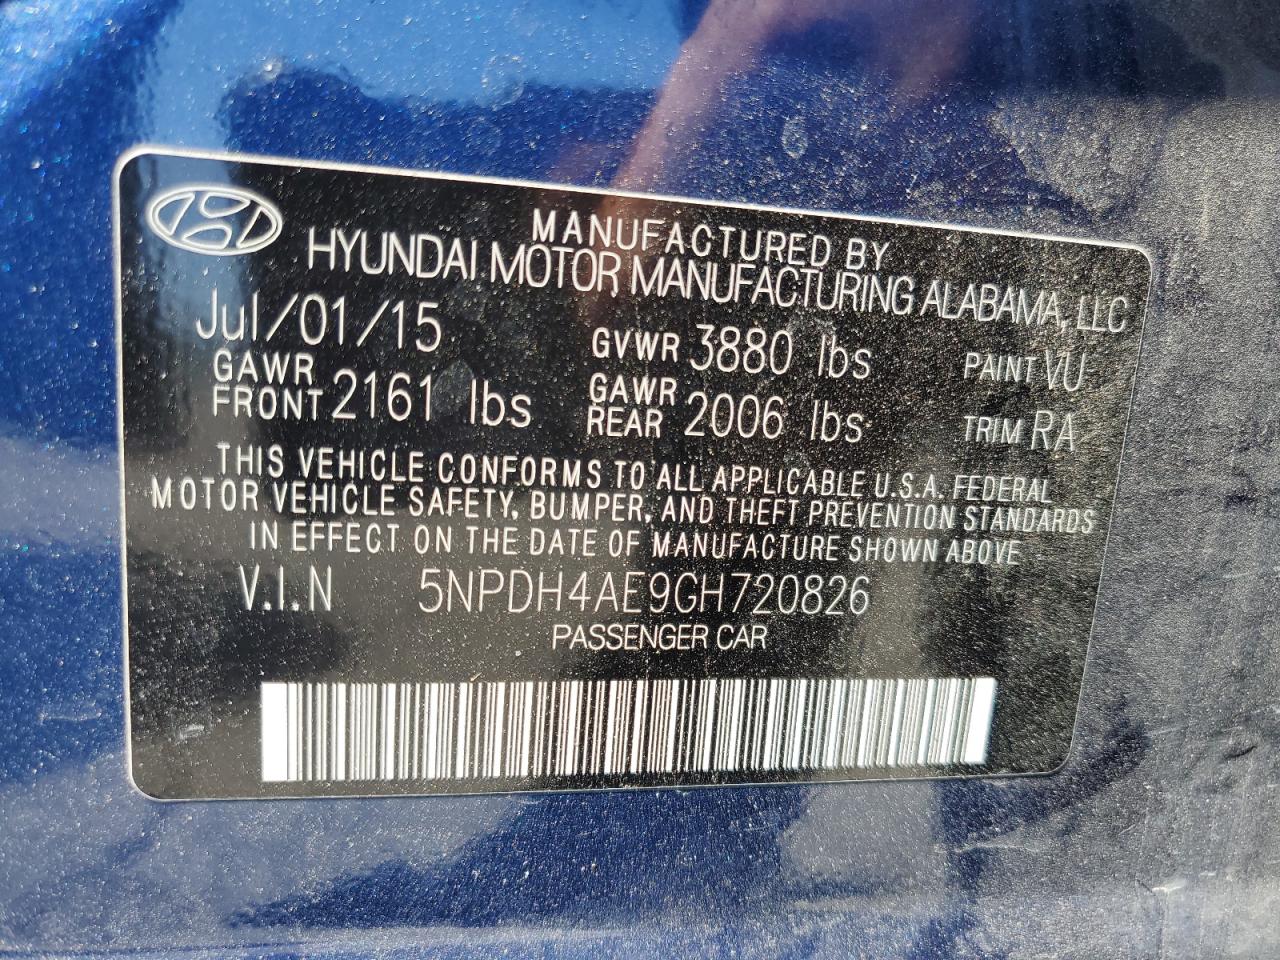 MANUFACTURED BY
HYUNDAI MOTOR MANUFACTURING ALABAMA, LLC
Jul/01/15 GVWR 3880 lbs PAINT VU
GAWR FRONT 2161 lbs GAWR REAR 2006 lbs TRIM RA
THIS VEHICLE CONFORMS TO ALL APPLICABLE U.S.A. FEDERAL
MOTOR VEHICLE SAFETY, BUMPER, AND THEFT PREVENTION STANDARDS
IN EFFECT ON THE DATE OF MANUFACTURE SHOWN ABOVE
V.I.N 5NPDH4AE9GH720826
PASSENGER CAR